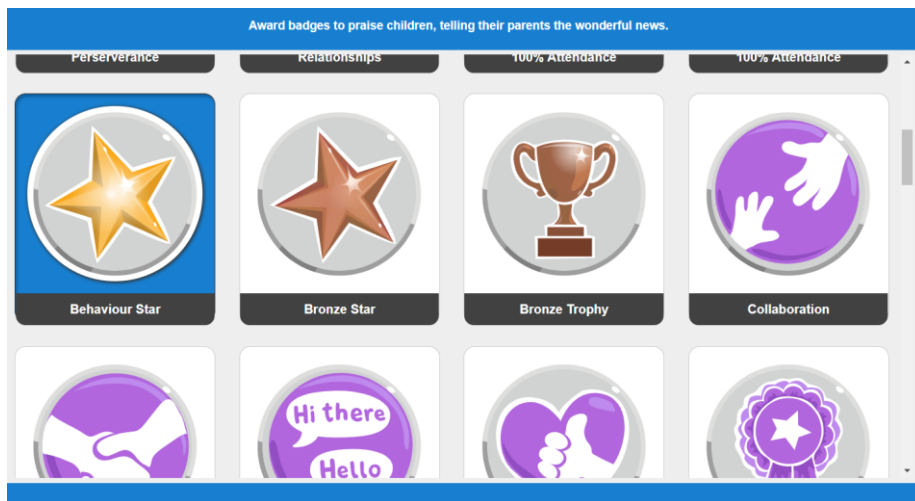 Award badges to praise children, telling their parents the wonderful news.
Perserverance
Relationships
100% Attendance
100% Attendance
Behaviour Star
Bronze Star
Bronze Trophy
Collaboration
Hi there
Hello